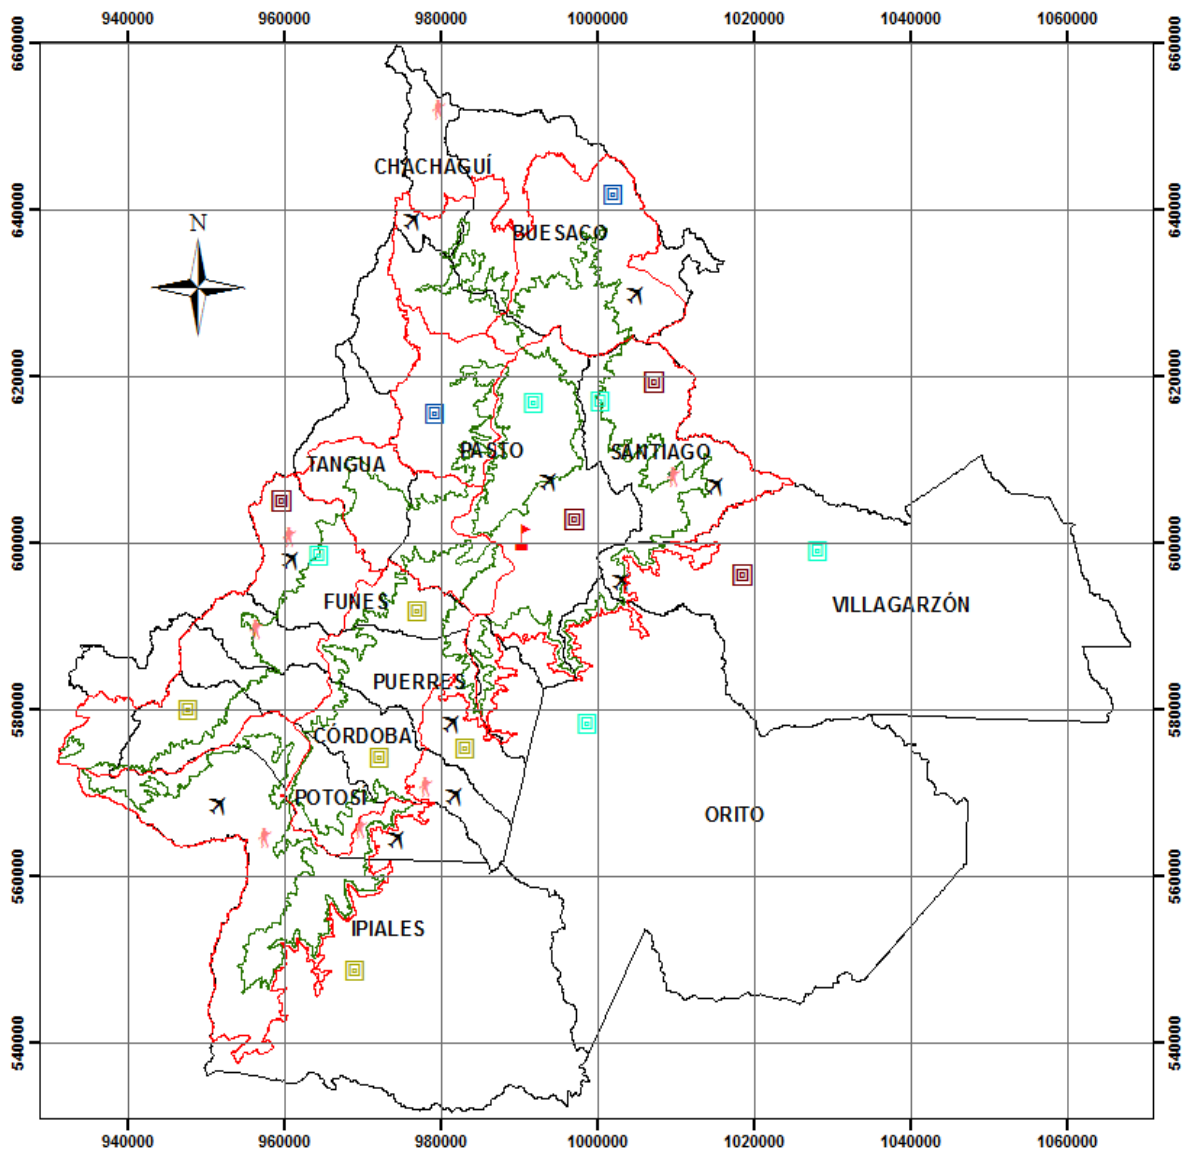 940000 960000 980000 1000000 1020000 1040000 1060000
660000 660000
CHACHAGUÍ
640000 640000
N
BUESACO
620000 620000
PASTO SANTIAGO
TANGUA
600000 600000
FUNES VILLAGARZÓN
PUERRES
580000 580000
CÓRDOBA
POTOSÍ
ORITO
560000 560000
IPIALES
540000 540000
940000 960000 980000 1000000 1020000 1040000 1060000